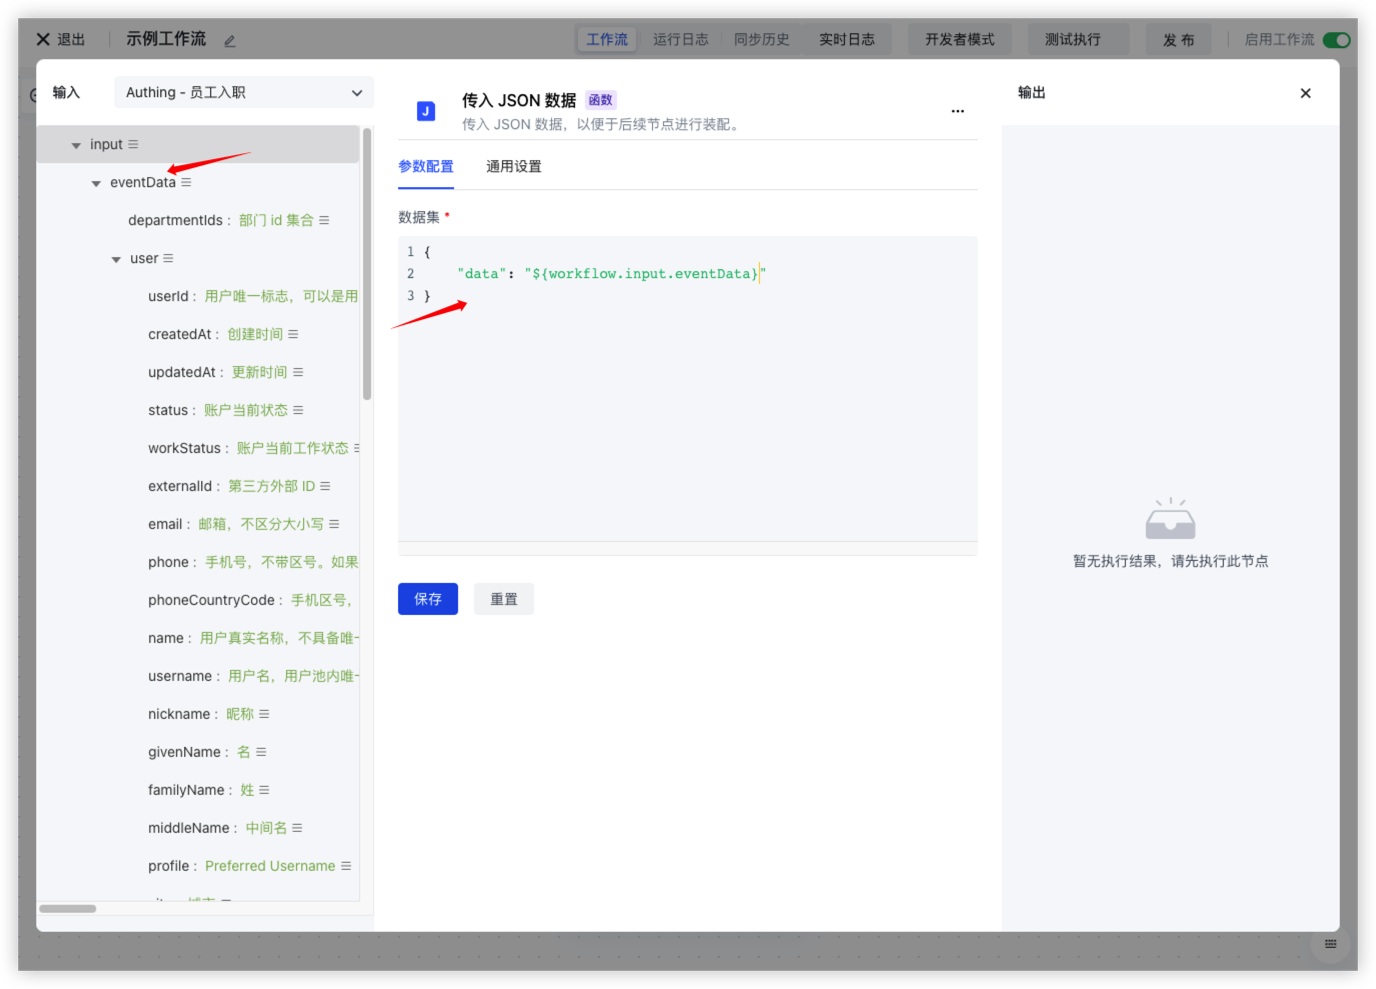 退出
示例工作流
工作流
运行日志
同步历史
实时日志
开发者模式
测试执行
发 布
启用工作流
输入
Authing - 员工入职
input
eventData
departmentIds : 部门 id 集合
user
userId : 用户唯一标志，可以是用
createdAt : 创建时间
updatedAt : 更新时间
status : 账户当前状态
workStatus : 账户当前工作状态
externalId : 第三方外部 ID
email : 邮箱，不区分大小写
phone : 手机号，不带区号。如果
phoneCountryCode : 手机区号，
name : 用户真实名称，不具备唯一
username : 用户名，用户池内唯一
nickname : 昵称
givenName : 名
familyName : 姓
middleName : 中间名
profile : Preferred Username
J
传入 JSON 数据 函数
传入 JSON 数据，以便于后续节点进行装配。
参数配置
通用设置
数据集 *
1 {
2 "data": "${workflow.input.eventData}"
3 }
保存
重置
输出
暂无执行结果，请先执行此节点